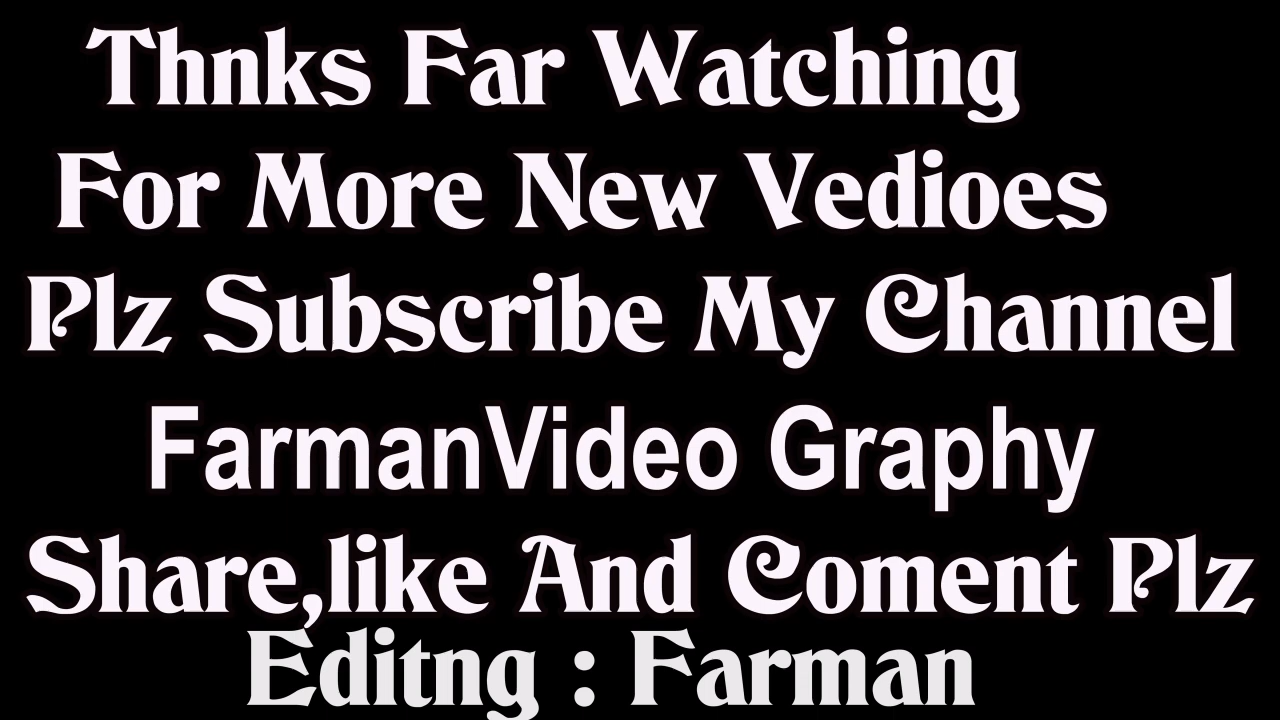 Thnks Far Watching
For More New Vedioes
Plz Subscribe My Channel
FarmanVideo Graphy
Share,like And Coment Plz
Editng : Farman